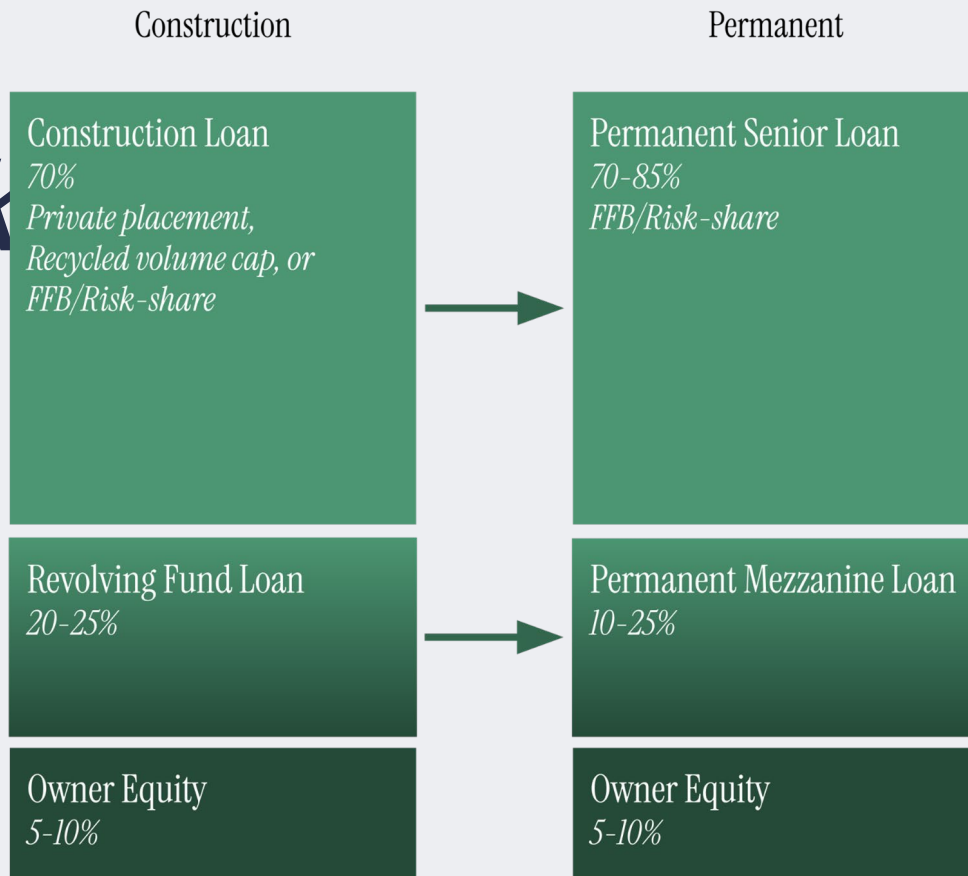 Construction
Permanent
Construction Loan
70%
Private placement,
Recycled volume cap, or
FFB/Risk-share
Permanent Senior Loan
70-85%
FFB/Risk-share
Revolving Fund Loan
20-25%
Permanent Mezzanine Loan
10-25%
Owner Equity
5-10%
Owner Equity
5-10%